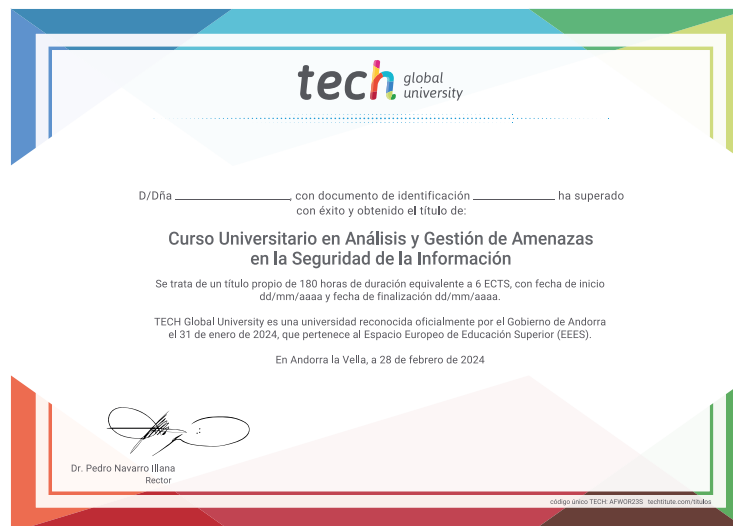 tech global
university
D/Dña ______________________, con documento de identificación _______________ ha superado
con éxito y obtenido el título de:
Curso Universitario en Análisis y Gestión de Amenazas
en la Seguridad de la Información
Se trata de un título propio de 180 horas de duración equivalente a 6 ECTS, con fecha de inicio
dd/mm/aaaa y fecha de finalización dd/mm/aaaa.
TECH Global University es una universidad reconocida oficialmente por el Gobierno de Andorra
el 31 de enero de 2024, que pertenece al Espacio Europeo de Educación Superior (EEES).
En Andorra la Vella, a 28 de febrero de 2024
Dr. Pedro Navarro Illana
Rector
código único TECH: AFWOR23S techtitute.com/titulos